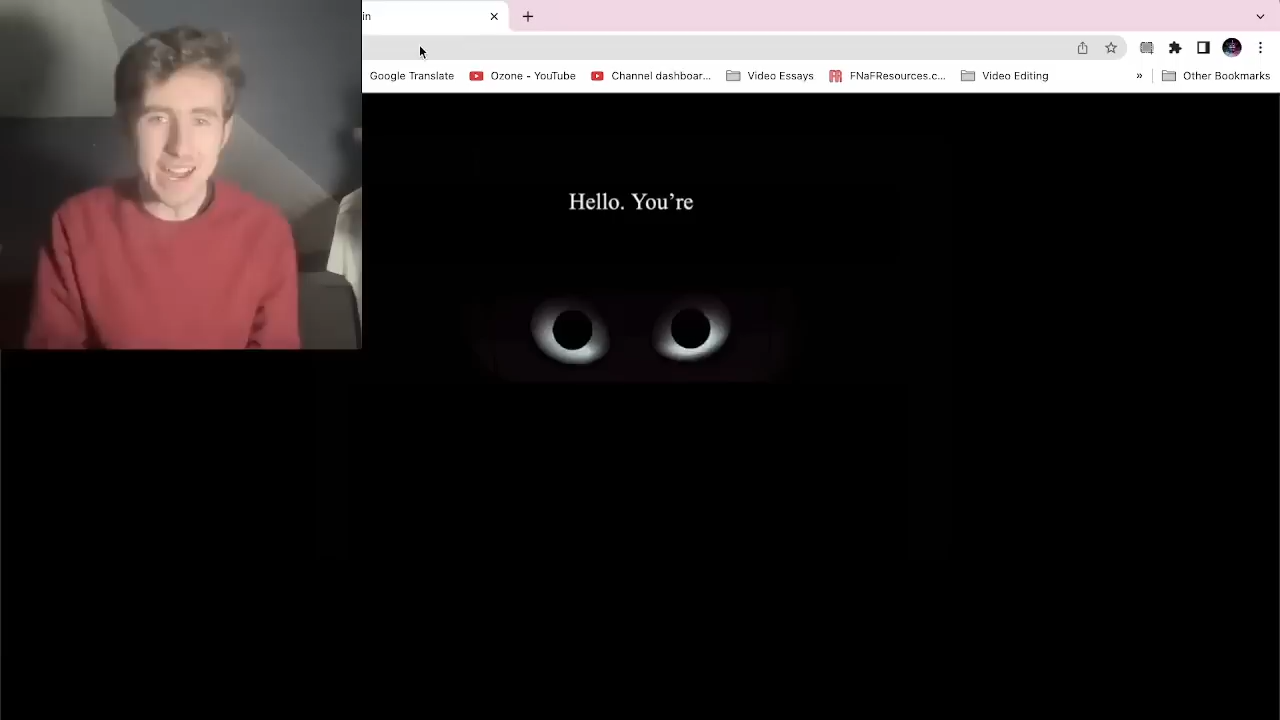 in
Google Translate
Ozone - YouTube
Channel dashboar...
Video Essays
FNaFResources.c...
Video Editing
»
Other Bookmarks
Hello. You’re